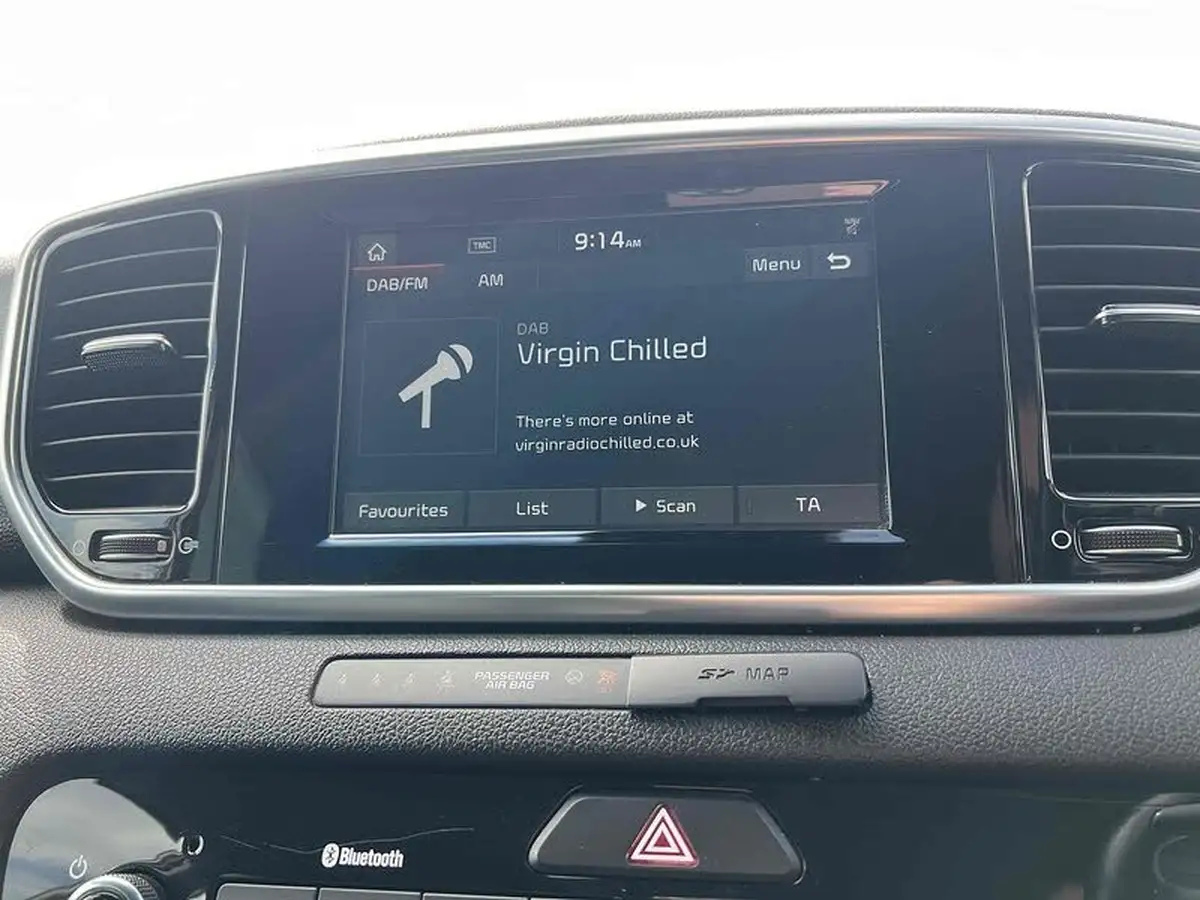 TMC
9:14AM
DAB/FM
AM
Menu
DAB
Virgin Chilled
There's more online at
virginradiochilled.co.uk
Favourites
List
Scan
TA
PASSENGER
AIR BAG
MAP
Bluetooth